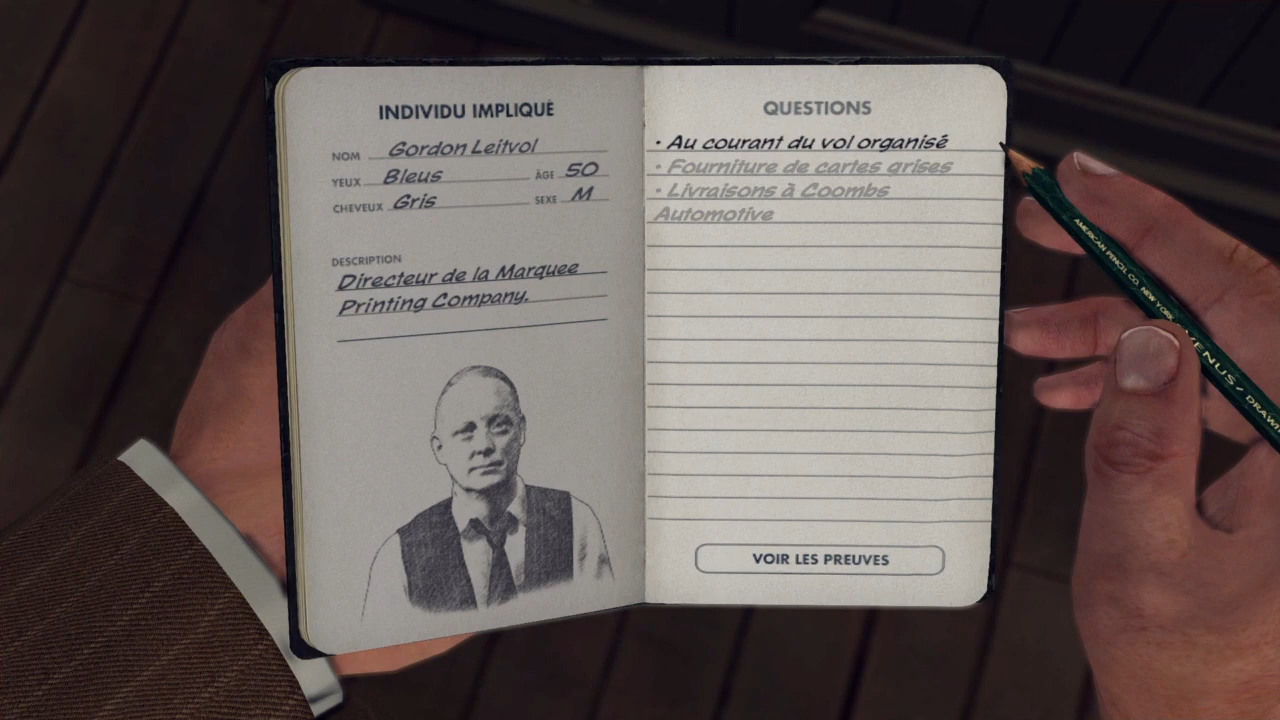 INDIVIDU IMPLIQUÉ
NOM Gordon Leitvol
YEUX Bleus ÂGE 50
CHEVEUX Gris SEXE M
DESCRIPTION
Directeur de la Marquee
Printing Company.
QUESTIONS
• Au courant du vol organisé
• Fourniture de cartes grises
• Livraisons à Coombs
Automotive
VOIR LES PREUVES
AMERICAN PENCIL CO. NEW YORK
VENUS / DRAWI